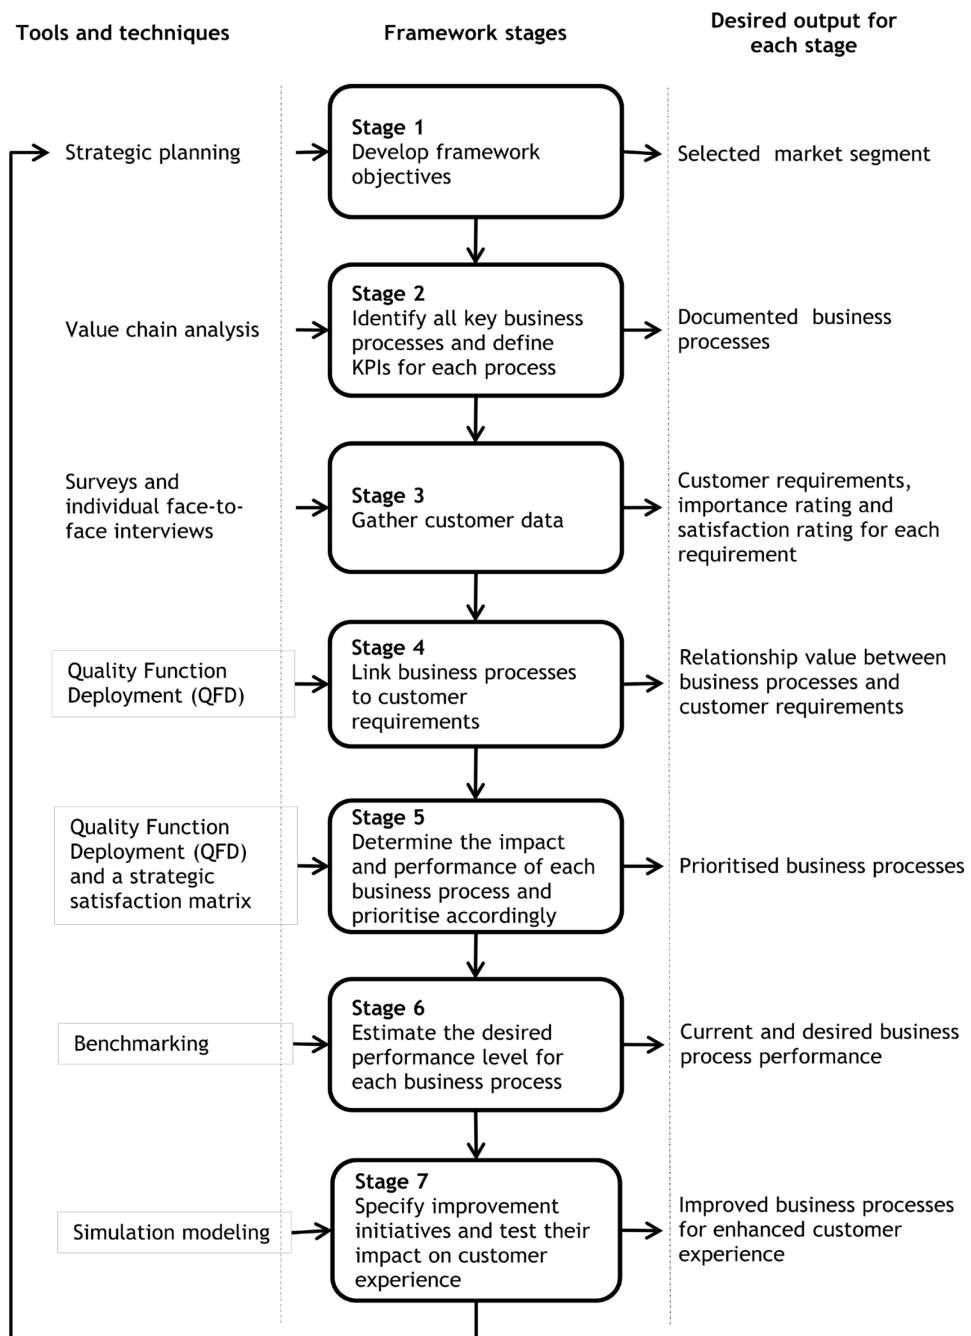 Tools and techniques
Framework stages
Desired output for
each stage
Strategic planning
Stage 1
Develop framework
objectives
Selected market segment
Value chain analysis
Stage 2
Identify all key business
processes and define
KPIs for each process
Documented business
processes
Surveys and
individual face-to-
face interviews
Stage 3
Gather customer data
Customer requirements,
importance rating and
satisfaction rating for each
requirement
Quality Function
Deployment (QFD)
Stage 4
Link business processes
to customer
requirements
Relationship value between
business processes and
customer requirements
Quality Function
Deployment (QFD)
and a strategic
satisfaction matrix
Stage 5
Determine the impact
and performance of each
business process and
prioritise accordingly
Prioritised business processes
Benchmarking
Stage 6
Estimate the desired
performance level for
each business process
Current and desired business
process performance
Simulation modeling
Stage 7
Specify improvement
initiatives and test their
impact on customer
experience
Improved business processes
for enhanced customer
experience